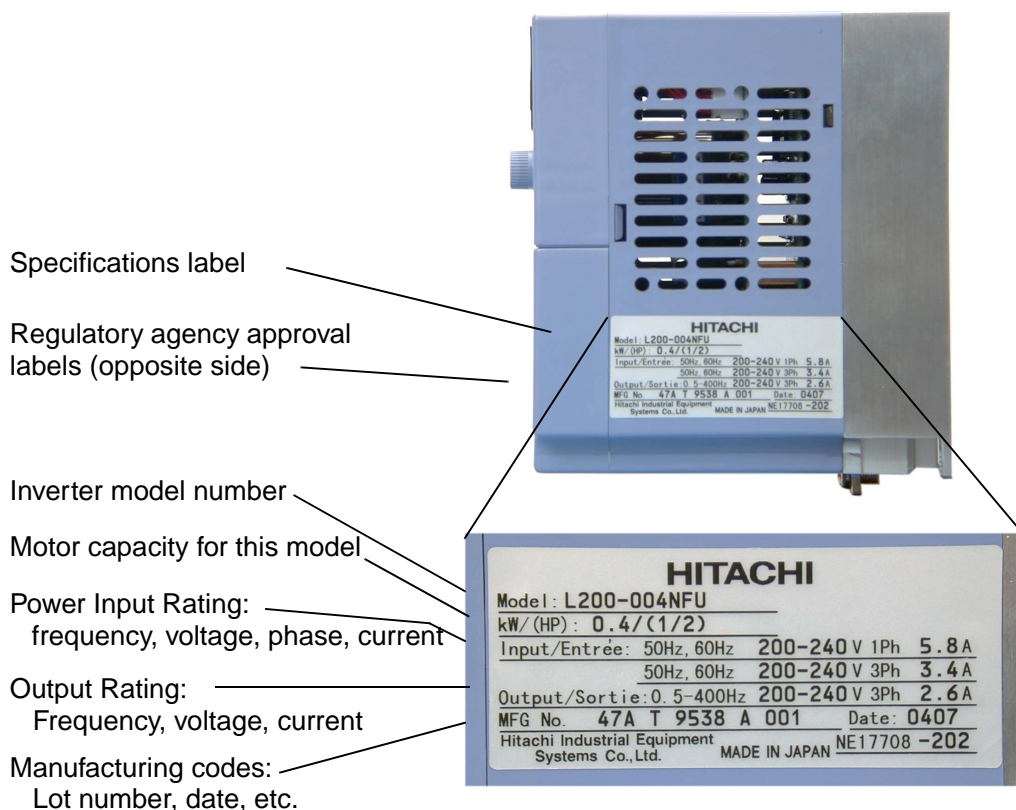 Specifications label
Regulatory agency approval
labels (opposite side)
HITACHI
Model: L200-004NFU
kW/(HP): 0.4/(1/2)
Input/Entrée: 50Hz, 60Hz 200-240 V 1Ph 5.8 A
50Hz, 60Hz 200-240 V 3Ph 3.4 A
Output/Sortie: 0.5-400Hz 200-240 V 3Ph 2.6 A
MFG No. 47A T 9538 A 001 Date: 0407
Hitachi Industrial Equipment
Systems Co., Ltd. MADE IN JAPAN NE17708 -202
Inverter model number
Motor capacity for this model
Power Input Rating:
frequency, voltage, phase, current
Output Rating:
Frequency, voltage, current
Manufacturing codes:
Lot number, date, etc.
HITACHI
Model: L200-004NFU
kW/(HP): 0.4/(1/2)
Input/Entrée: 50Hz, 60Hz 200-240 V 1Ph 5.8 A
50Hz, 60Hz 200-240 V 3Ph 3.4 A
Output/Sortie: 0.5-400Hz 200-240 V 3Ph 2.6 A
MFG No. 47A T 9538 A 001 Date: 0407
Hitachi Industrial Equipment
Systems Co., Ltd. MADE IN JAPAN NE17708 -202